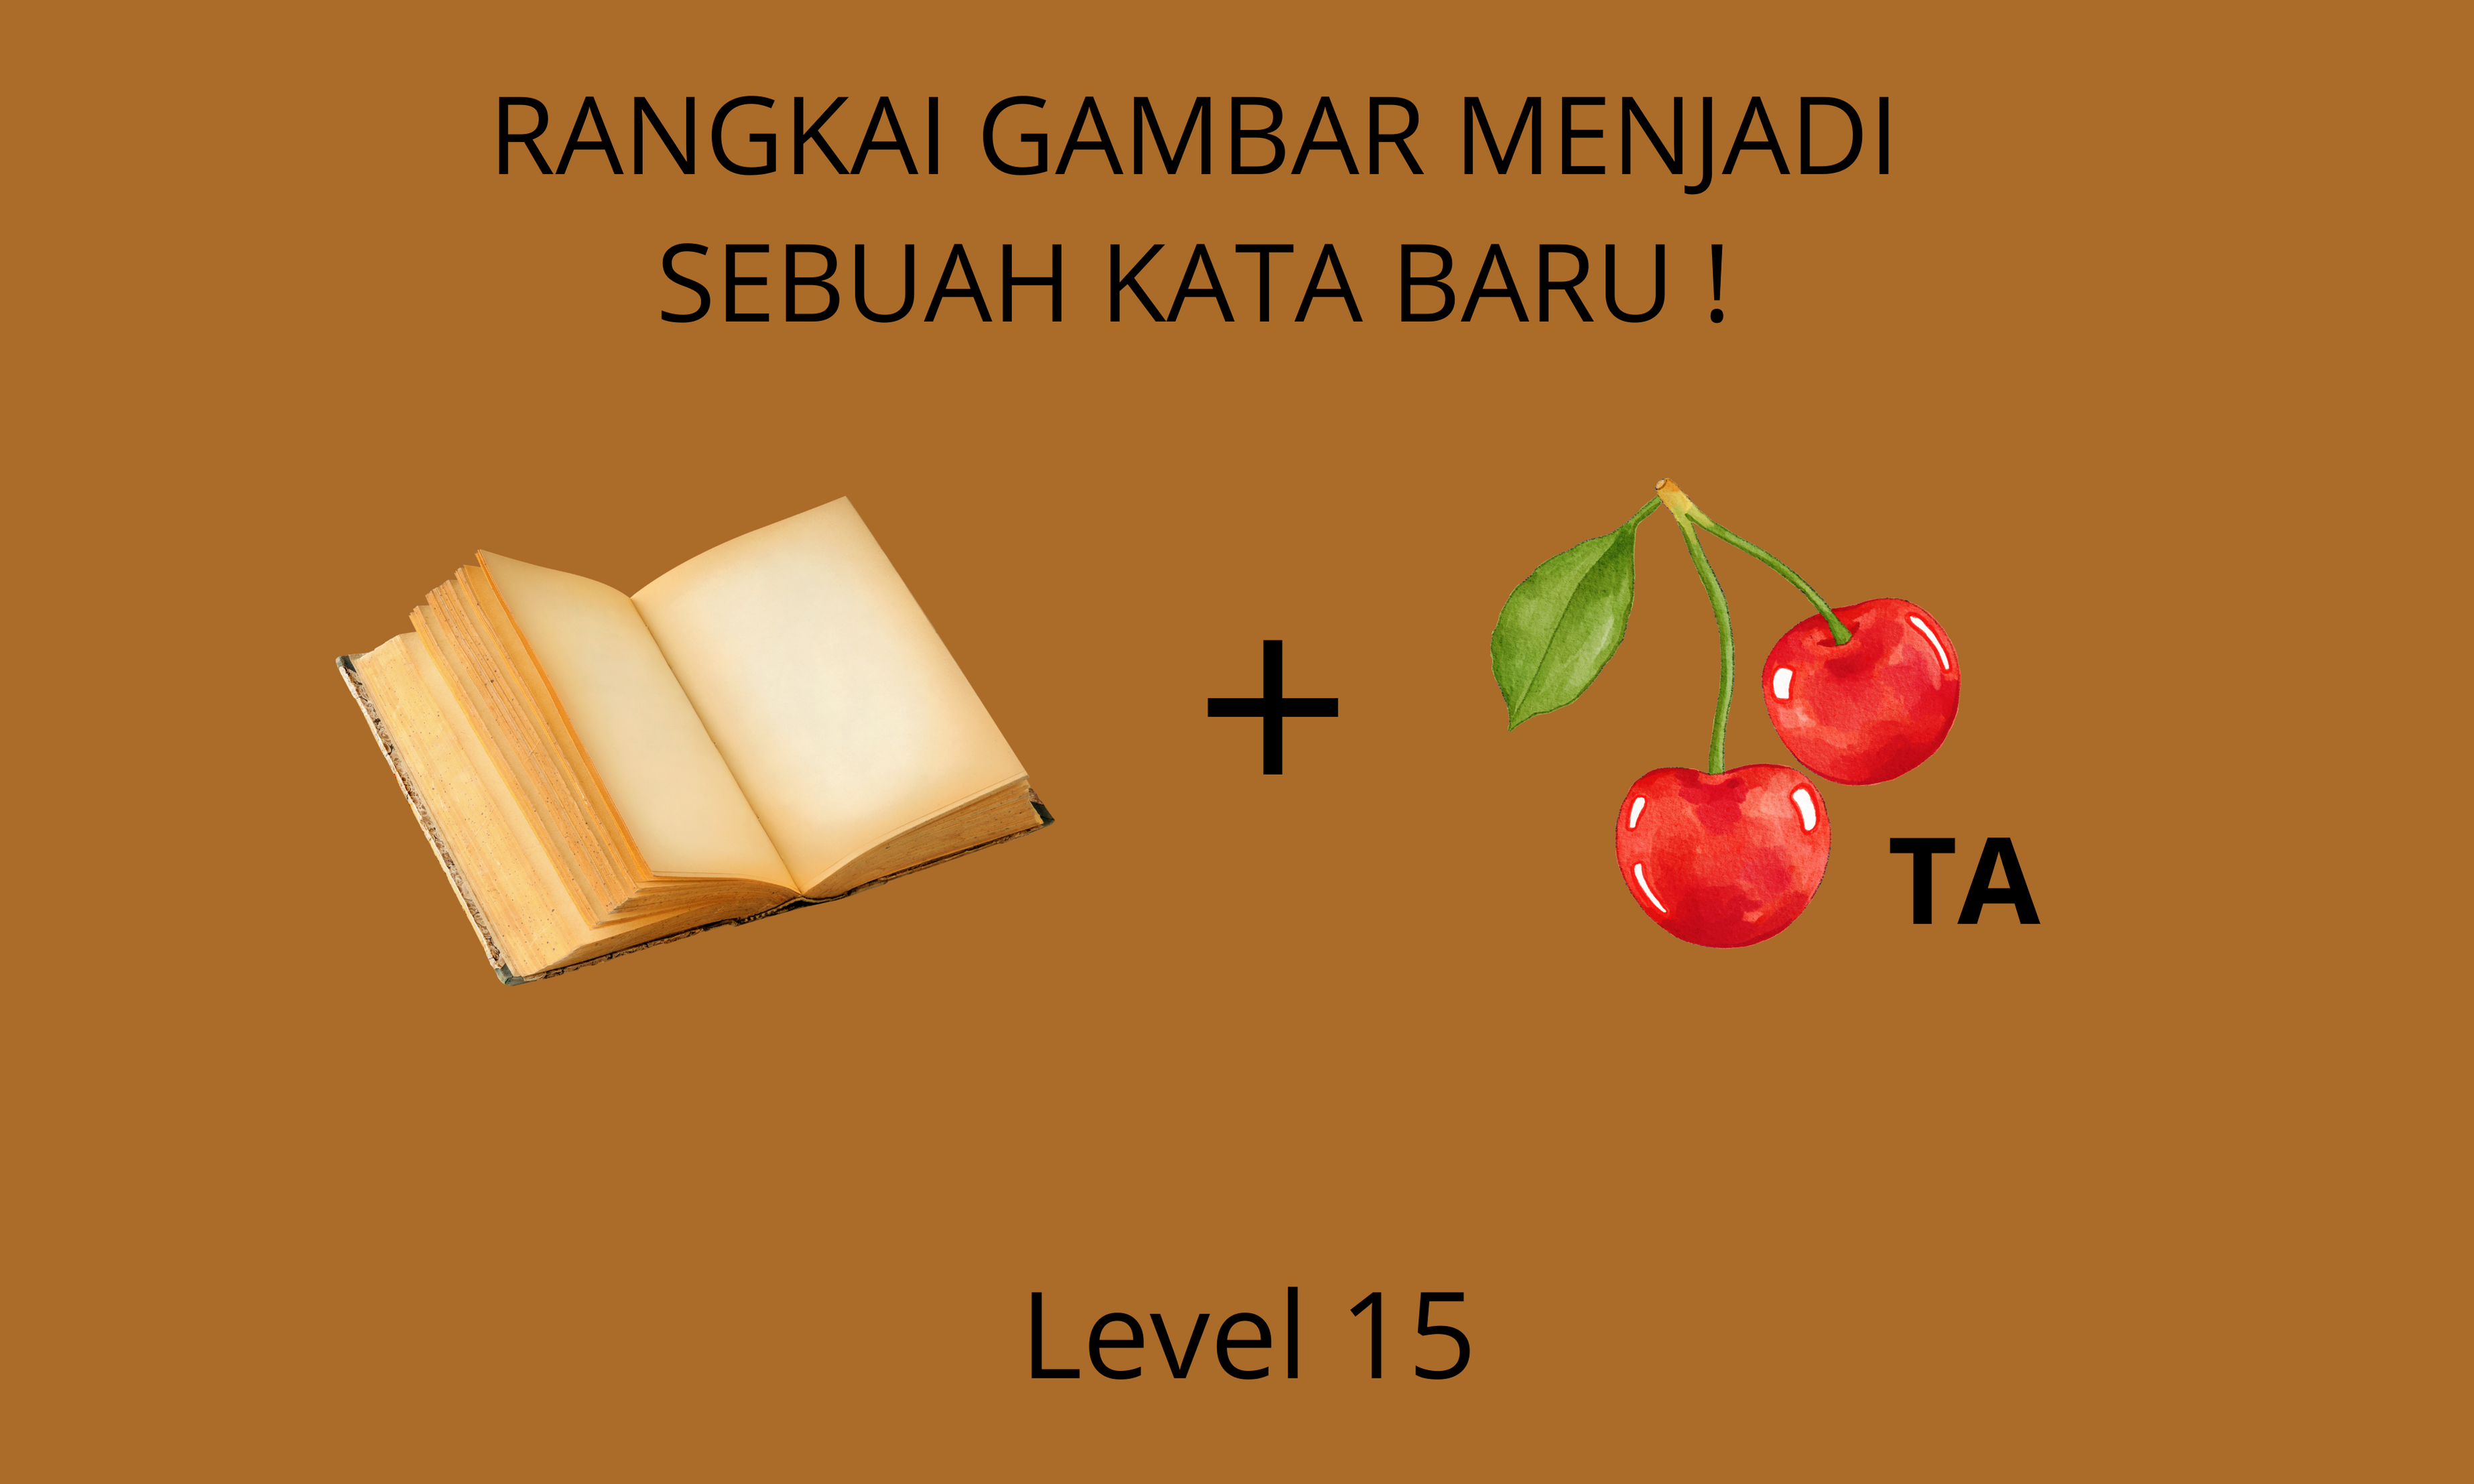 RANGKAI GAMBAR MENJADI
SEBUAH KATA BARU !
+
TA
Level 15